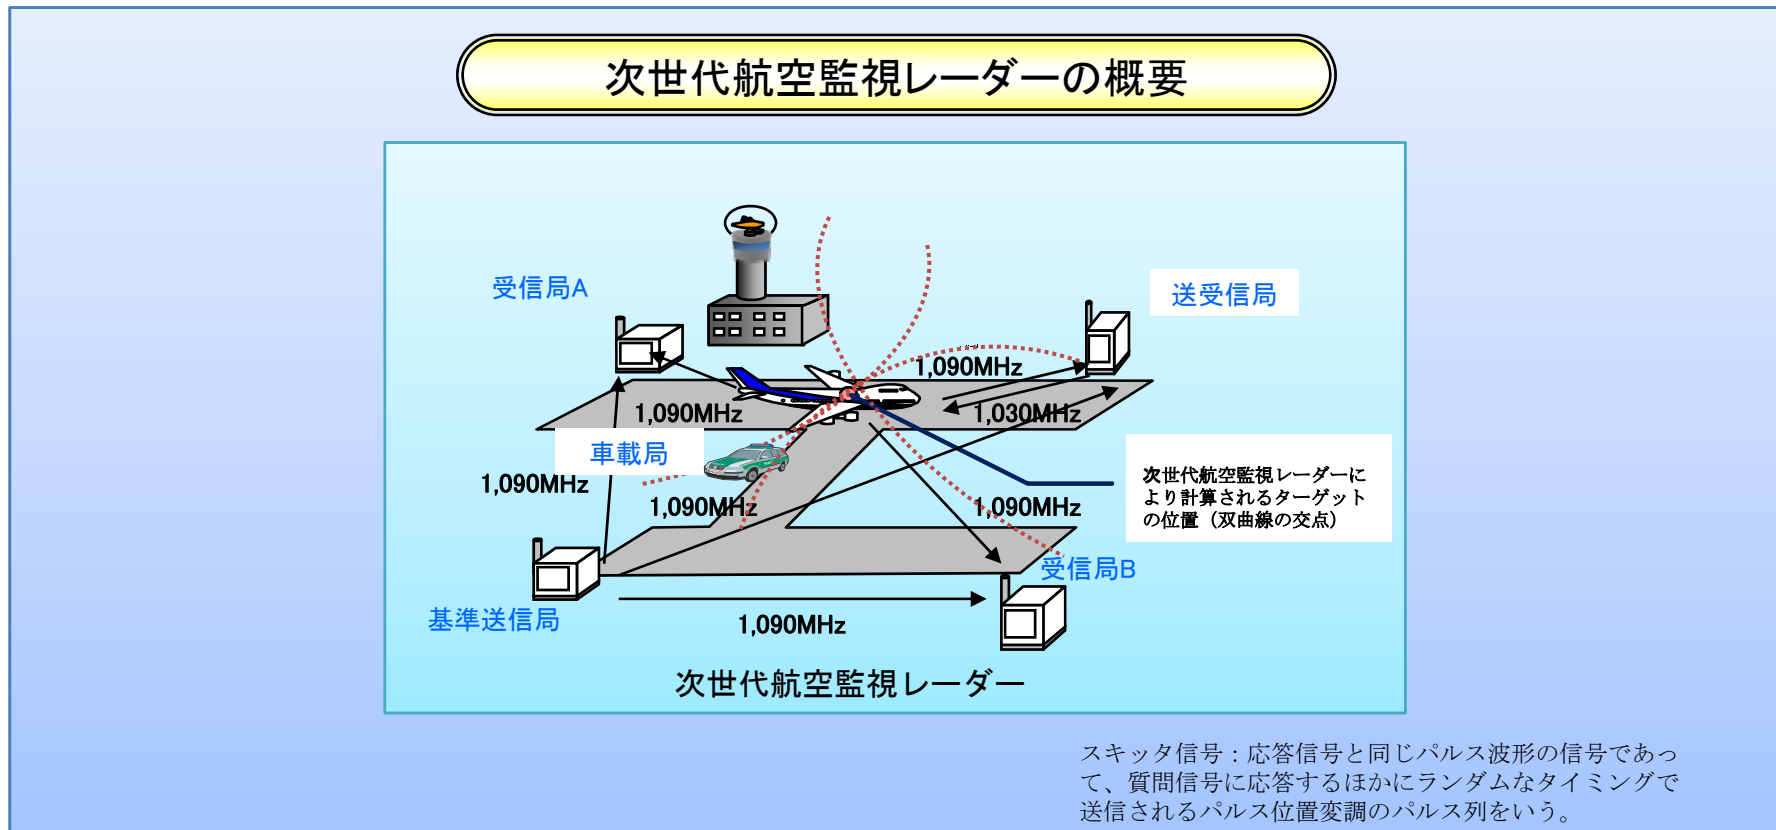 次世代航空監視レーダーの概要
受信局A
送受信局
1,090MHz
1,090MHz
1,030MHz
車載局
1,090MHz
1,090MHz
1,090MHz
次世代航空監視レーダーに
より計算されるターゲット
の位置（双曲線の交点）
受信局B
基準送信局
1,090MHz
次世代航空監視レーダー
スキッタ信号：応答信号と同じパルス波形の信号であっ
て、質問信号に応答するほかにランダムなタイミングで
送信されるパルス位置変調のパルス列をいう。